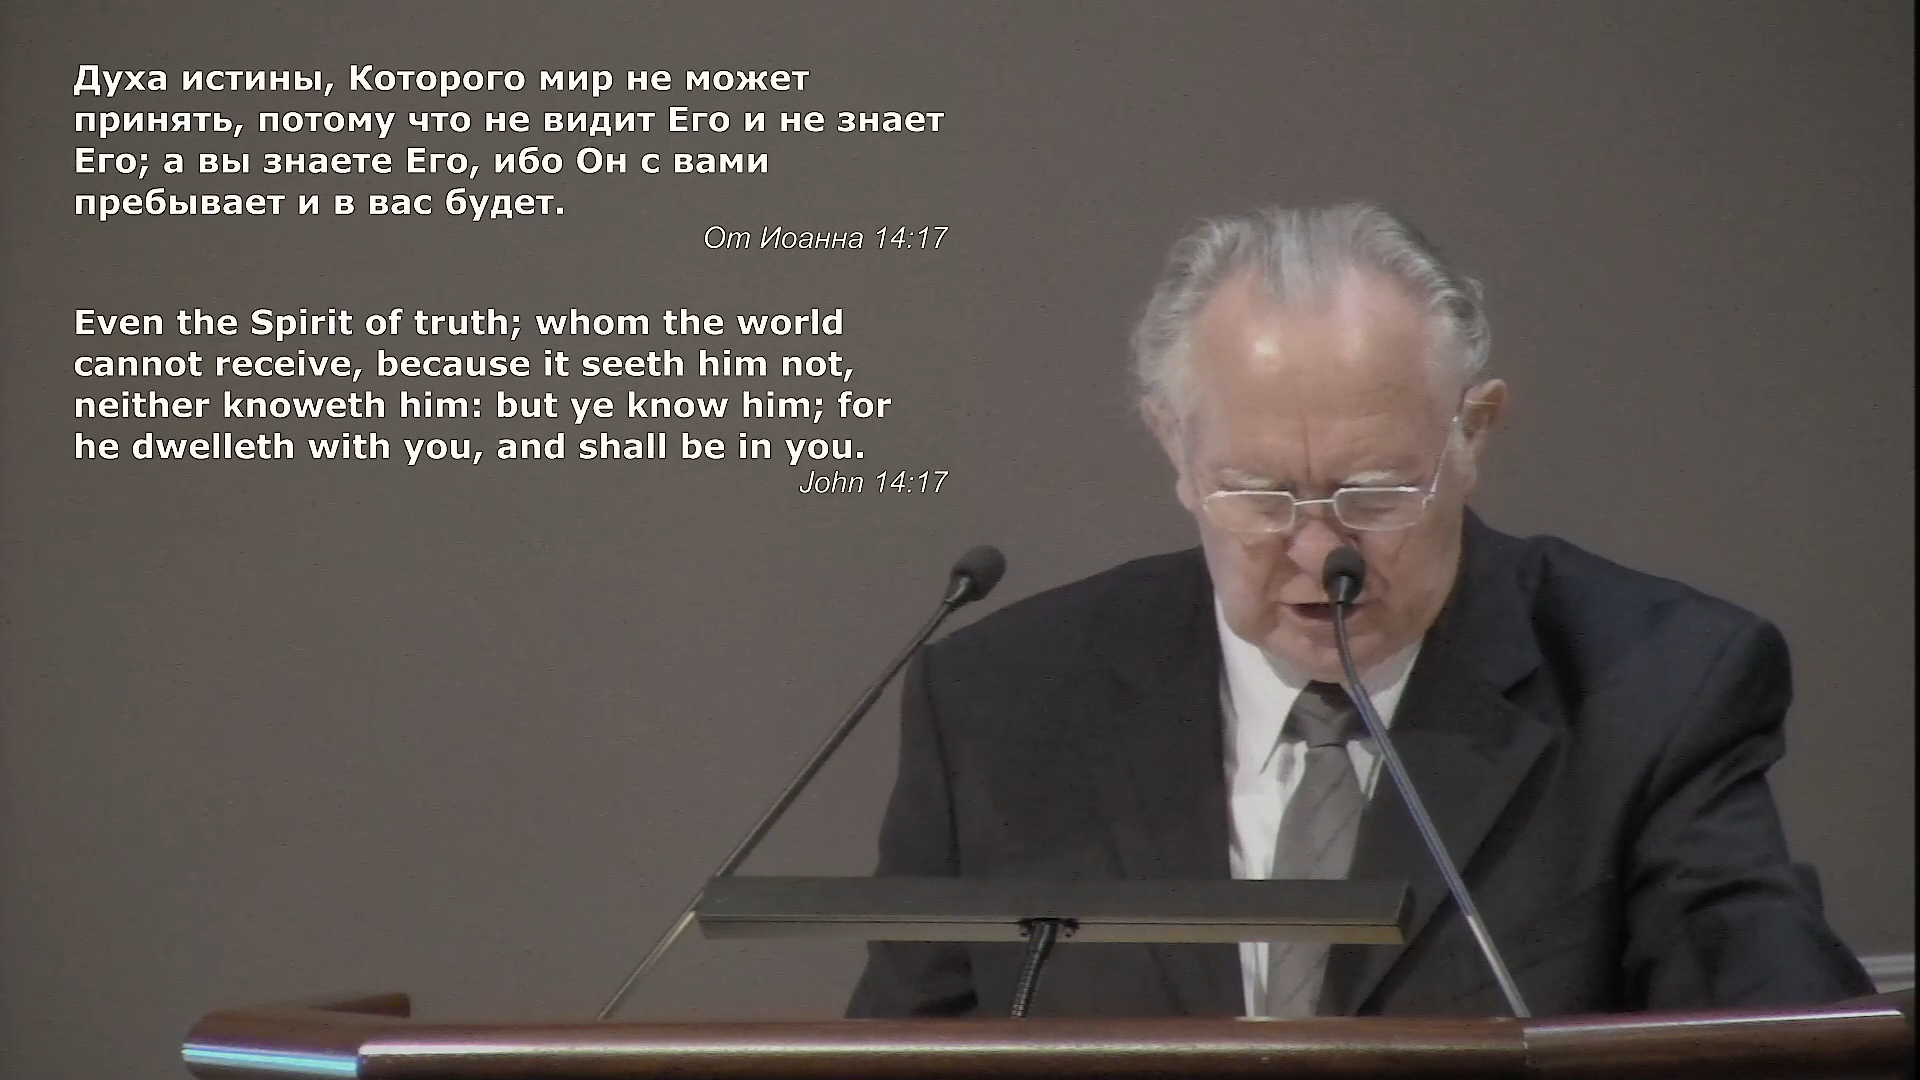 Духа истины, Которого мир не может
принять, потому что не видит Его и не знает
Его; а вы знаете Его, ибо Он с вами
пребывает и в вас будет.
От Иоанна 14:17
Even the Spirit of truth; whom the world
cannot receive, because it seeth him not,
neither knoweth him: but ye know him; for
he dwelleth with you, and shall be in you.
John 14:17